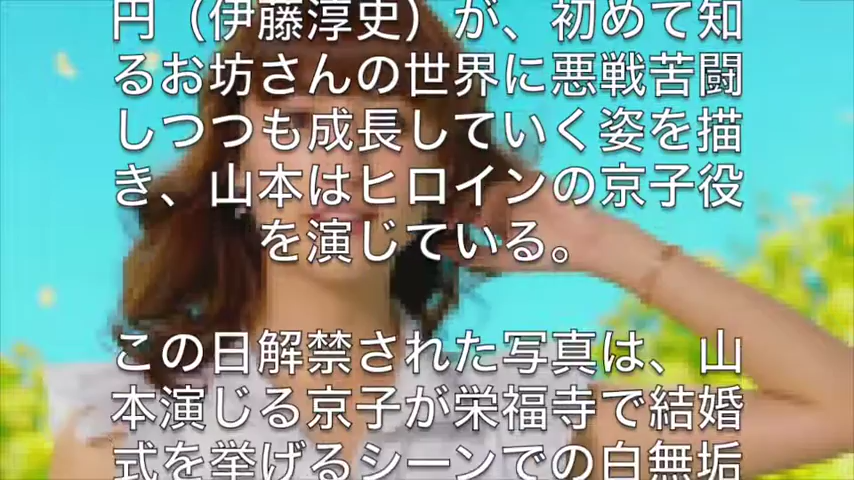 円（伊藤淳史）が、初めて知
るお坊さんの世界に悪戦苦闘
しつつも成長していく姿を描
き、山本はヒロインの京子役
を演じている。
この日解禁された写真は、山
本演じる京子が栄福寺で結婚
式を挙げるシーンでの白無垢